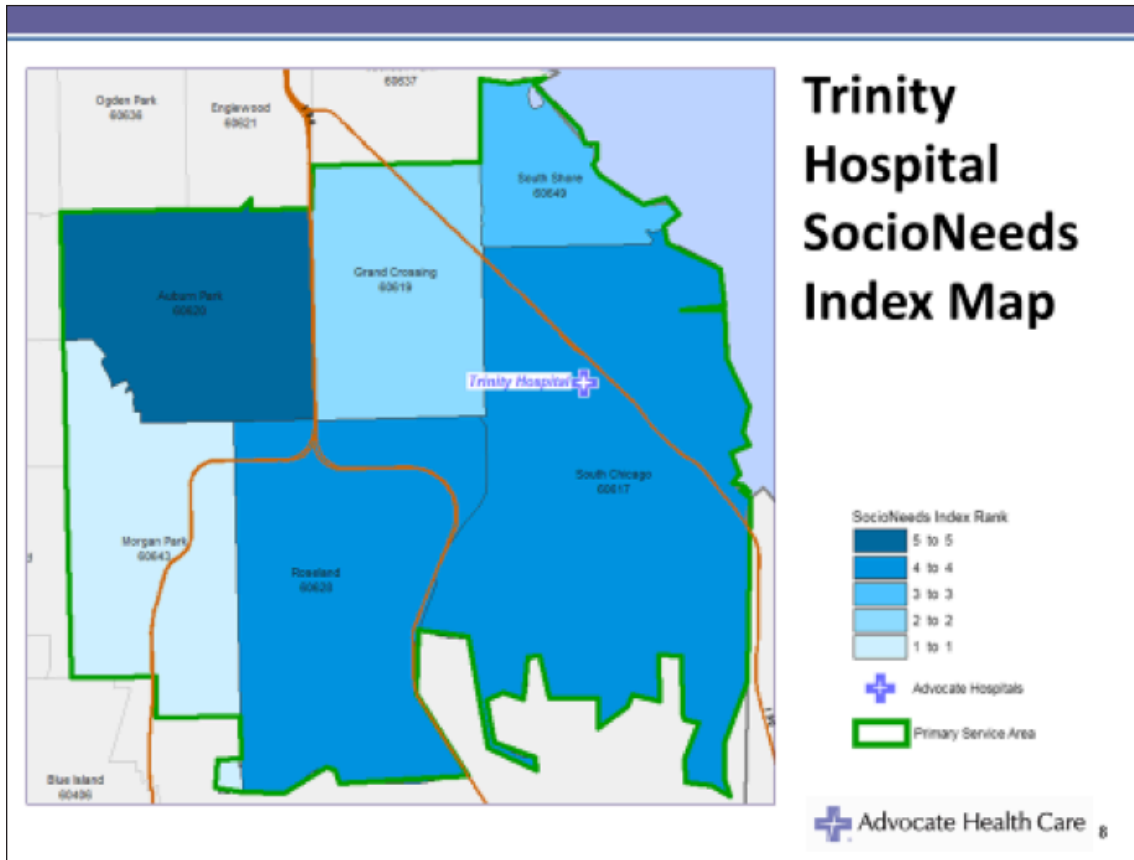 Trinity
Hospital
SocioNeeds
Index Map
60637
Ogden Park
60636
Englewood
60621
South Shore
60649
Grand Crossing
60619
Auburn Park
60620
Trinity Hospital
South Chicago
60617
Morgan Park
60643
Roseland
60628
Blue Island
60406
SocioNeeds Index Rank
5 to 5
4 to 4
3 to 3
2 to 2
1 to 1
Advocate Hospitals
Primary Service Area
Advocate Health Care
8